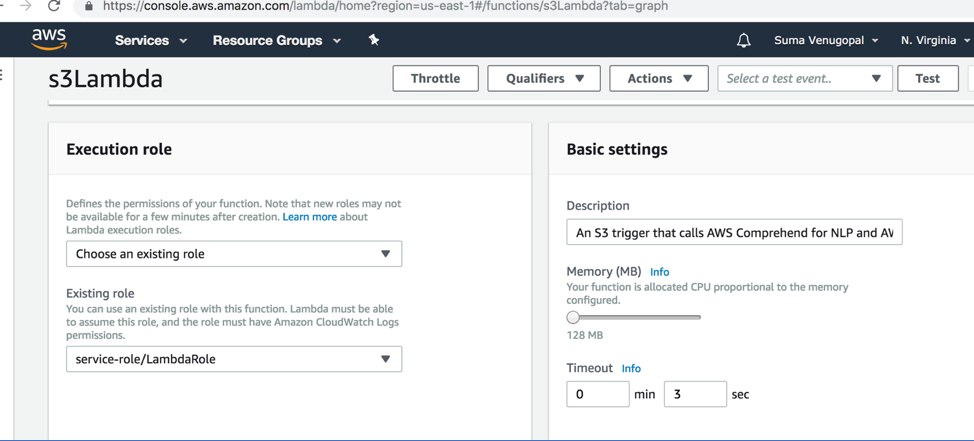 https://console.aws.amazon.com/lambda/home?region=us-east-1#/functions/s3Lambda?tab=graph
aws Services Resource Groups Suma Venugopal N. Virginia
s3Lambda Throttle Qualifiers Actions Select a test event.. Test
Execution role
Defines the permissions of your function. Note that new roles may not
be available for a few minutes after creation. Learn more about
Lambda execution roles.
Choose an existing role
Existing role
You can use an existing role with this function. Lambda must be able
to assume this role, and the role must have Amazon CloudWatch Logs
permissions.
service-role/LambdaRole
Basic settings
Description
An S3 trigger that calls AWS Comprehend for NLP and AW
Memory (MB) Info
Your function is allocated CPU proportional to the memory
configured.
128 MB
Timeout Info
0 min 3 sec